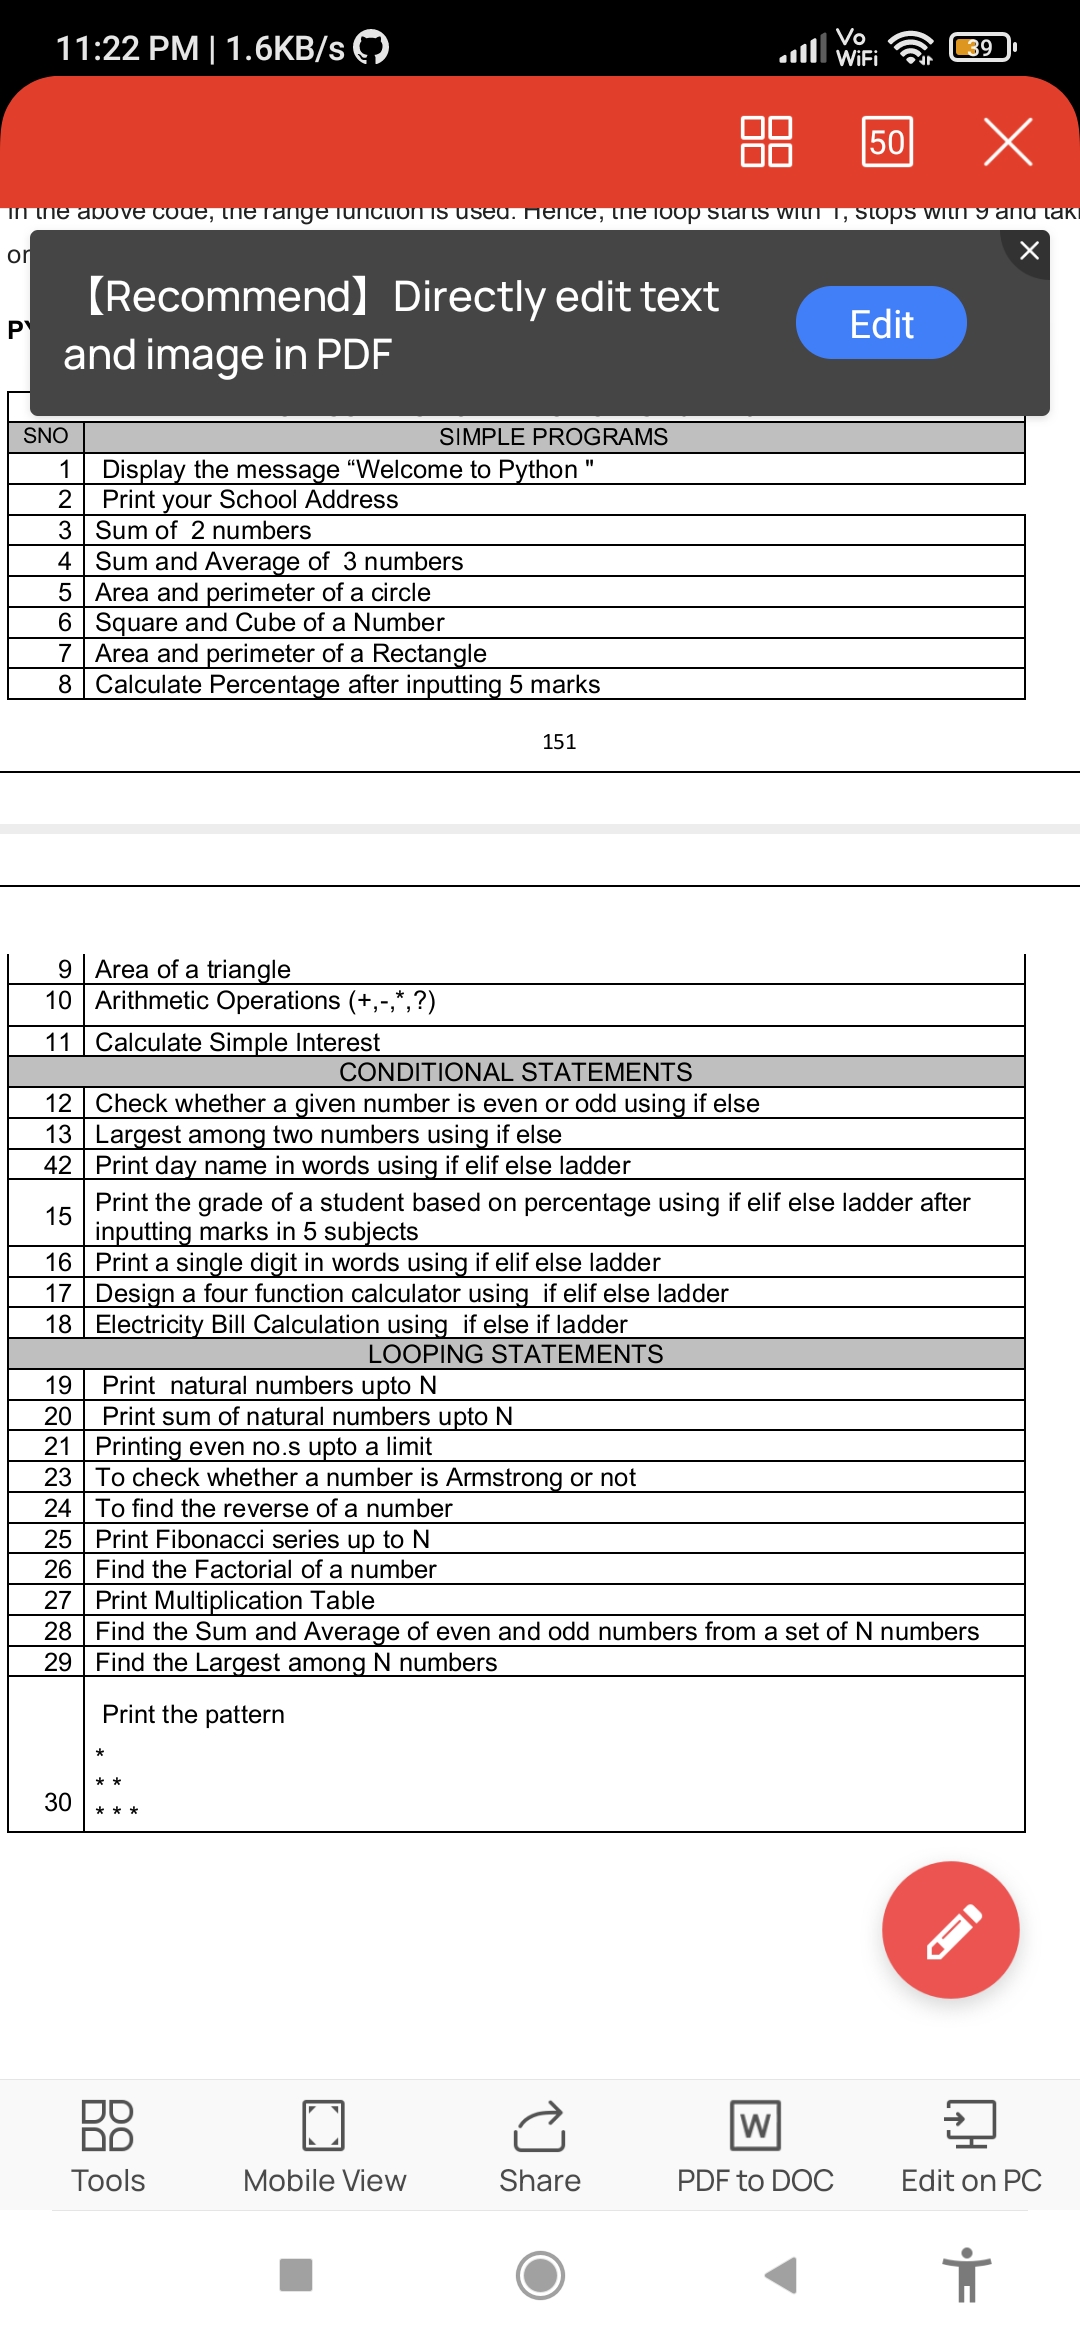 11:22 PM | 1.6KB/s
Vo
WiFi
39
50
in the above code, the range function is used. Hence, the loop starts with 1, stops with 9 and
or
【Recommend】Directly edit text
and image in PDF
Edit
SNO SIMPLE PROGRAMS
1 Display the message “Welcome to Python "
2 Print your School Address
3 Sum of 2 numbers
4 Sum and Average of 3 numbers
5 Area and perimeter of a circle
6 Square and Cube of a Number
7 Area and perimeter of a Rectangle
8 Calculate Percentage after inputting 5 marks
151
9 Area of a triangle
10 Arithmetic Operations (+,-,*,?)
11 Calculate Simple Interest
CONDITIONAL STATEMENTS
12 Check whether a given number is even or odd using if else
13 Largest among two numbers using if else
42 Print day name in words using if elif else ladder
15 Print the grade of a student based on percentage using if elif else ladder after
inputting marks in 5 subjects
16 Print a single digit in words using if elif else ladder
17 Design a four function calculator using if elif else ladder
18 Electricity Bill Calculation using if else if ladder
LOOPING STATEMENTS
19 Print natural numbers upto N
20 Print sum of natural numbers upto N
21 Printing even no.s upto a limit
23 To check whether a number is Armstrong or not
24 To find the reverse of a number
25 Print Fibonacci series up to N
26 Find the Factorial of a number
27 Print Multiplication Table
28 Find the Sum and Average of even and odd numbers from a set of N numbers
29 Find the Largest among N numbers
Print the pattern
*
* *
30 * * *
Tools
Mobile View
Share
W
PDF to DOC
Edit on PC